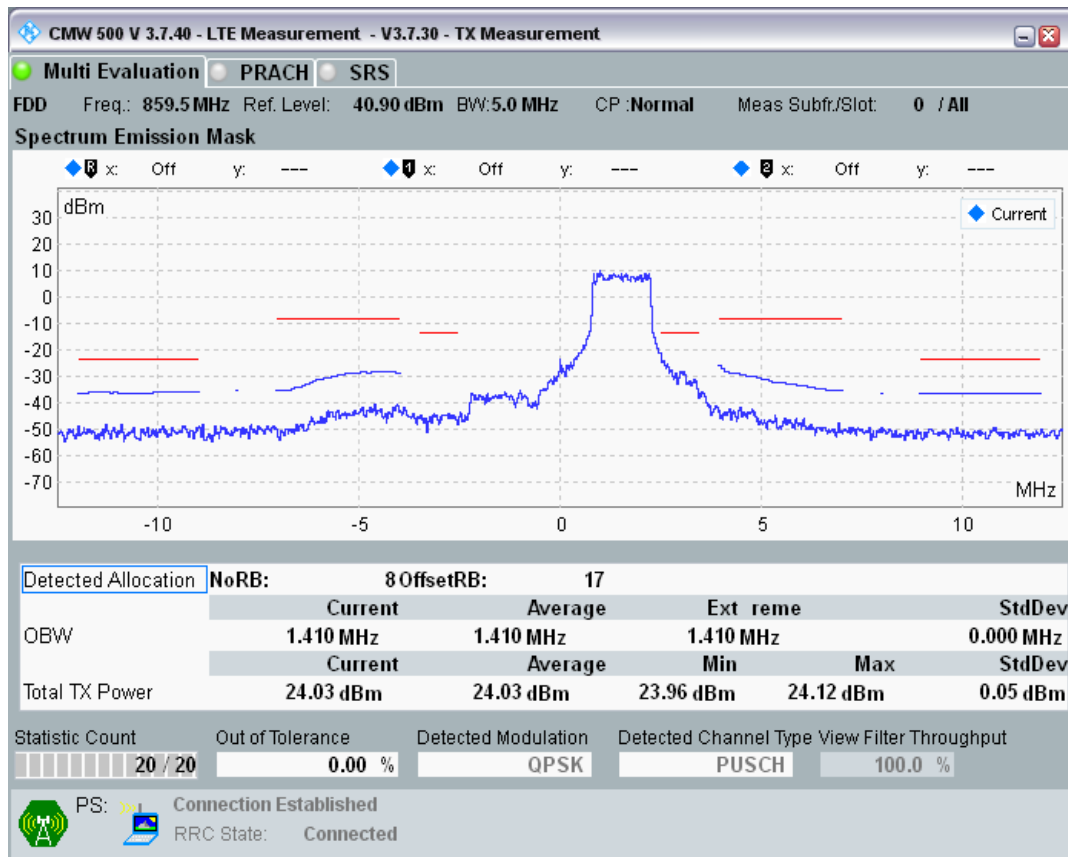 CMW 500 V 3.7.40 - LTE Measurement - V3.7.30 - TX Measurement
Multi Evaluation PRACH SRS
FDD Freq.: 859.5 MHz Ref. Level: 40.90 dBm BW:5.0 MHz CP :Normal Meas Subfr./Slot: 0 / All
Spectrum Emission Mask
R x: Off y: --- 1 x: Off y: --- 2 x: Off y: ---
dBm
Current
30
20
10
0
-10
-20
-30
-40
-50
-60
-70
MHz
-10 -5 0 5 10
Detected Allocation NoRB: 8 OffsetRB: 17
Current Average Ext reme StdDev
OBW 1.410 MHz 1.410 MHz 1.410 MHz 0.000 MHz
Current Average Min Max StdDev
Total TX Power 24.03 dBm 24.03 dBm 23.96 dBm 24.12 dBm 0.05 dBm
Statistic Count Out of Tolerance Detected Modulation Detected Channel Type View Filter Throughput
20 / 20 0.00 % QPSK PUSCH 100.0 %
PS: Connection Established
RRC State: Connected